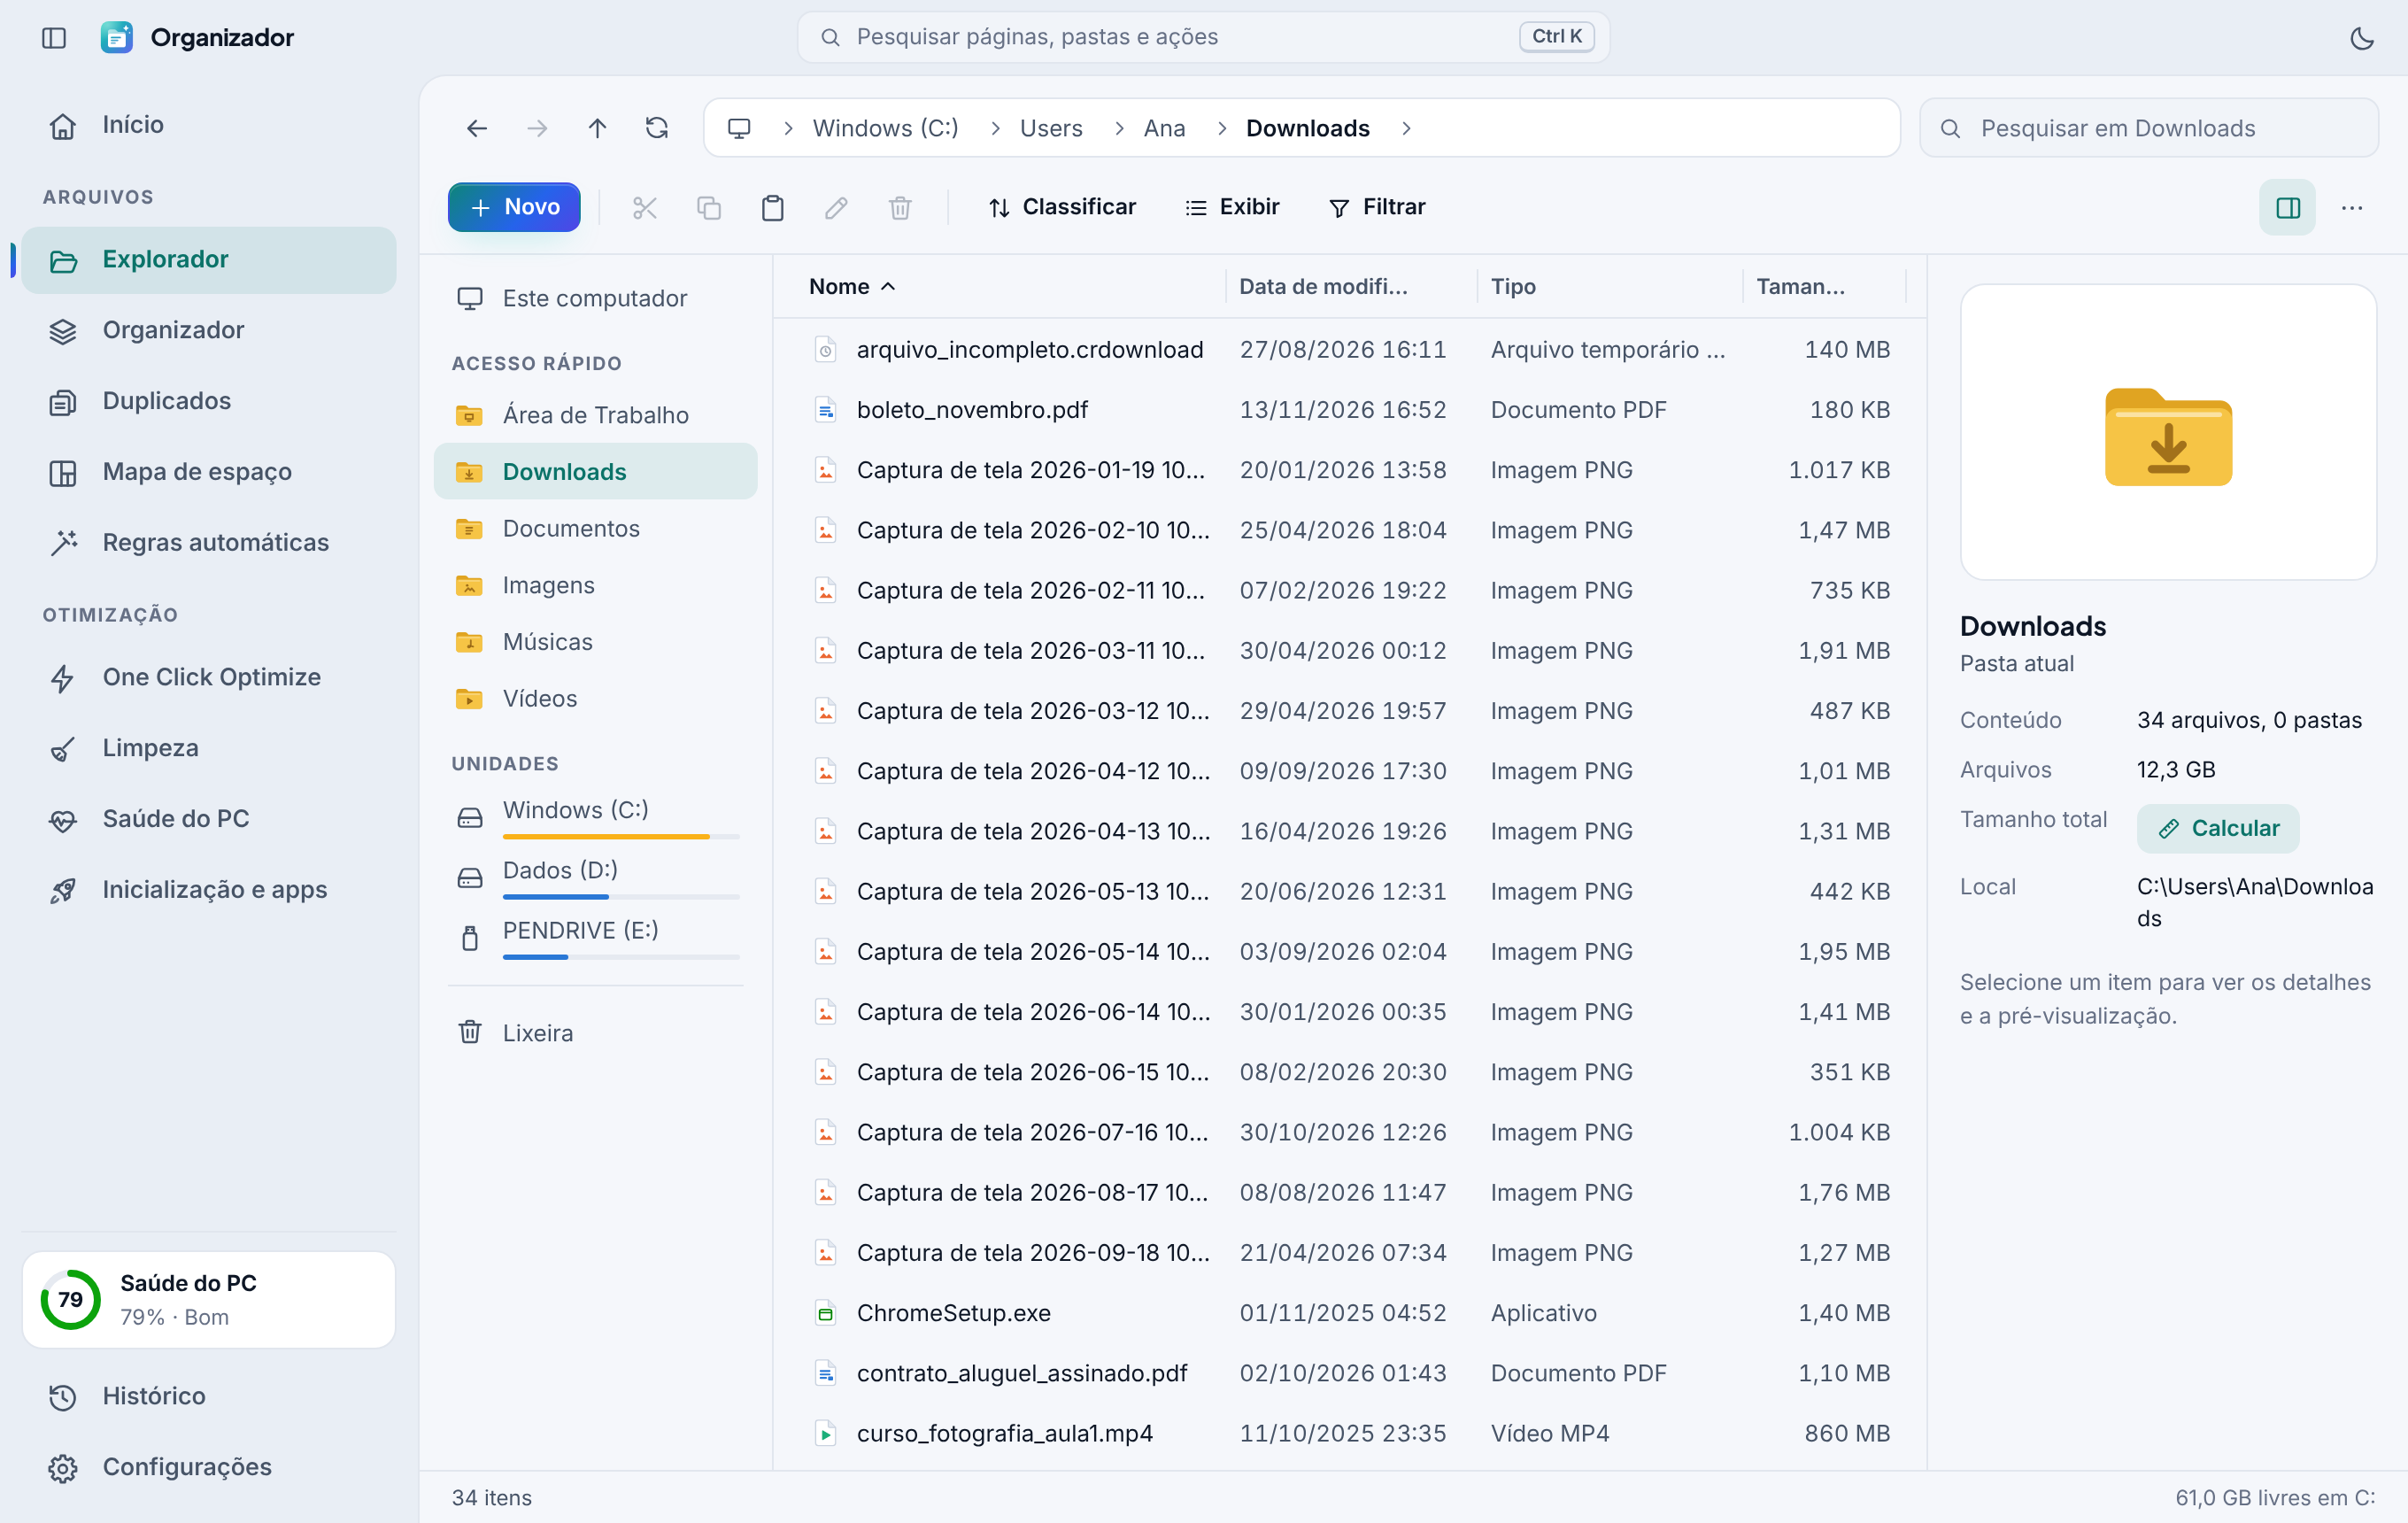 Organizador
Pesquisar páginas, pastas e ações
Ctrl K
Início
ARQUIVOS
Explorador
Organizador
Duplicados
Mapa de espaço
Regras automáticas
OTIMIZAÇÃO
One Click Optimize
Limpeza
Saúde do PC
Inicialização e apps
79
Saúde do PC
79% · Bom
Histórico
Configurações
Windows (C:)
Users
Ana
Downloads
Pesquisar em Downloads
Novo
Classificar
Exibir
Filtrar
Este computador
ACESSO RÁPIDO
Área de Trabalho
Downloads
Documentos
Imagens
Músicas
Vídeos
UNIDADES
Windows (C:)
Dados (D:)
PENDRIVE (E:)
Lixeira
Nome Data de modifi... Tipo Taman...
arquivo_incompleto.crdownload 27/08/2026 16:11 Arquivo temporário ... 140 MB
boleto_novembro.pdf 13/11/2026 16:52 Documento PDF 180 KB
Captura de tela 2026-01-19 10... 20/01/2026 13:58 Imagem PNG 1.017 KB
Captura de tela 2026-02-10 10... 25/04/2026 18:04 Imagem PNG 1,47 MB
Captura de tela 2026-02-11 10... 07/02/2026 19:22 Imagem PNG 735 KB
Captura de tela 2026-03-11 10... 30/04/2026 00:12 Imagem PNG 1,91 MB
Captura de tela 2026-03-12 10... 29/04/2026 19:57 Imagem PNG 487 KB
Captura de tela 2026-04-12 10... 09/09/2026 17:30 Imagem PNG 1,01 MB
Captura de tela 2026-04-13 10... 16/04/2026 19:26 Imagem PNG 1,31 MB
Captura de tela 2026-05-13 10... 20/06/2026 12:31 Imagem PNG 442 KB
Captura de tela 2026-05-14 10... 03/09/2026 02:04 Imagem PNG 1,95 MB
Captura de tela 2026-06-14 10... 30/01/2026 00:35 Imagem PNG 1,41 MB
Captura de tela 2026-06-15 10... 08/02/2026 20:30 Imagem PNG 351 KB
Captura de tela 2026-07-16 10... 30/10/2026 12:26 Imagem PNG 1.004 KB
Captura de tela 2026-08-17 10... 08/08/2026 11:47 Imagem PNG 1,76 MB
Captura de tela 2026-09-18 10... 21/04/2026 07:34 Imagem PNG 1,27 MB
ChromeSetup.exe 01/11/2025 04:52 Aplicativo 1,40 MB
contrato_aluguel_assinado.pdf 02/10/2026 01:43 Documento PDF 1,10 MB
curso_fotografia_aula1.mp4 11/10/2025 23:35 Vídeo MP4 860 MB
Downloads
Pasta atual
Conteúdo 34 arquivos, 0 pastas
Arquivos 12,3 GB
Tamanho total Calcular
Local C:\Users\Ana\Downloa
ds
Selecione um item para ver os detalhes
e a pré-visualização.
34 itens
61,0 GB livres em C: